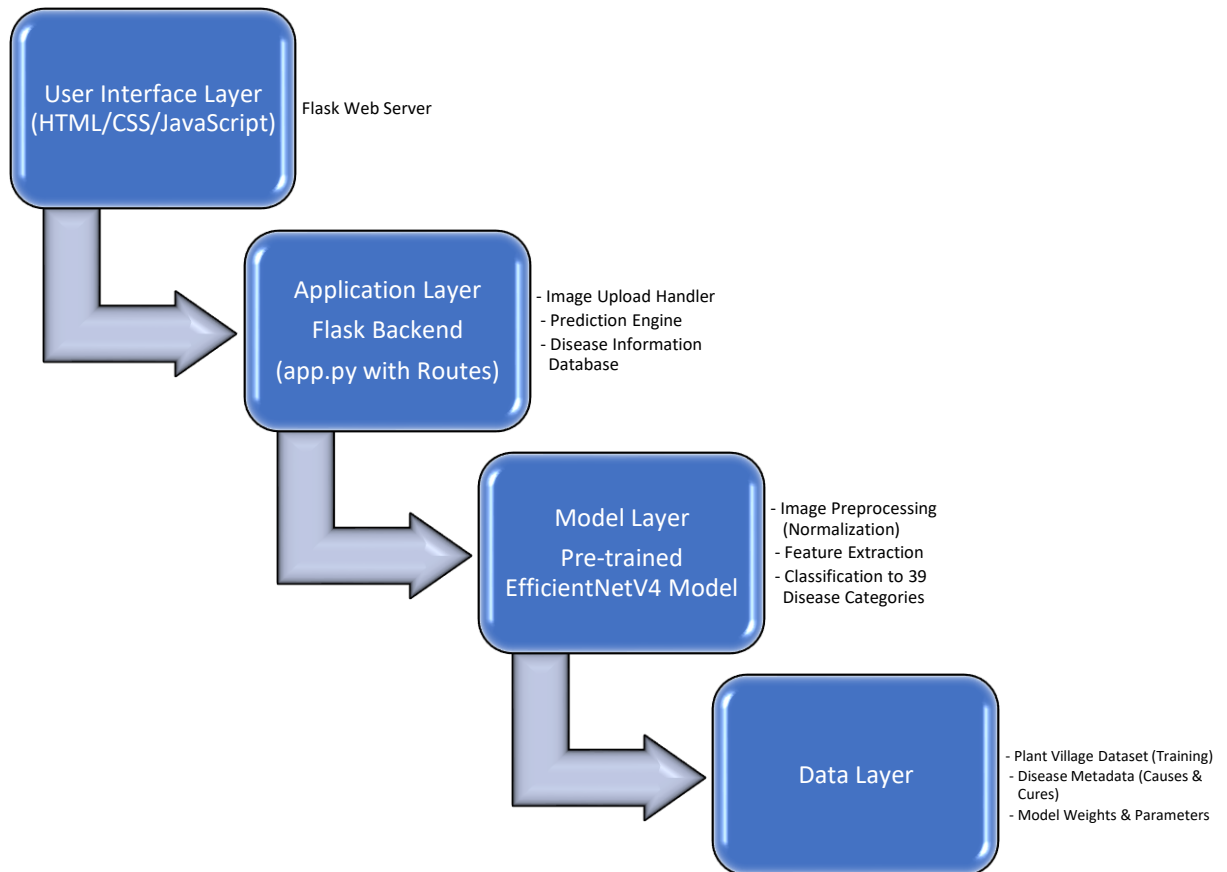 User Interface Layer
(HTML/CSS/JavaScript)
Flask Web Server
Application Layer
Flask Backend
(app.py with Routes)
- Image Upload Handler
- Prediction Engine
- Disease Information
Database
Model Layer
Pre-trained
EfficientNetV4 Model
- Image Preprocessing
(Normalization)
- Feature Extraction
- Classification to 39
Disease Categories
Data Layer
- Plant Village Dataset (Training)
- Disease Metadata (Causes &
Cures)
- Model Weights & Parameters